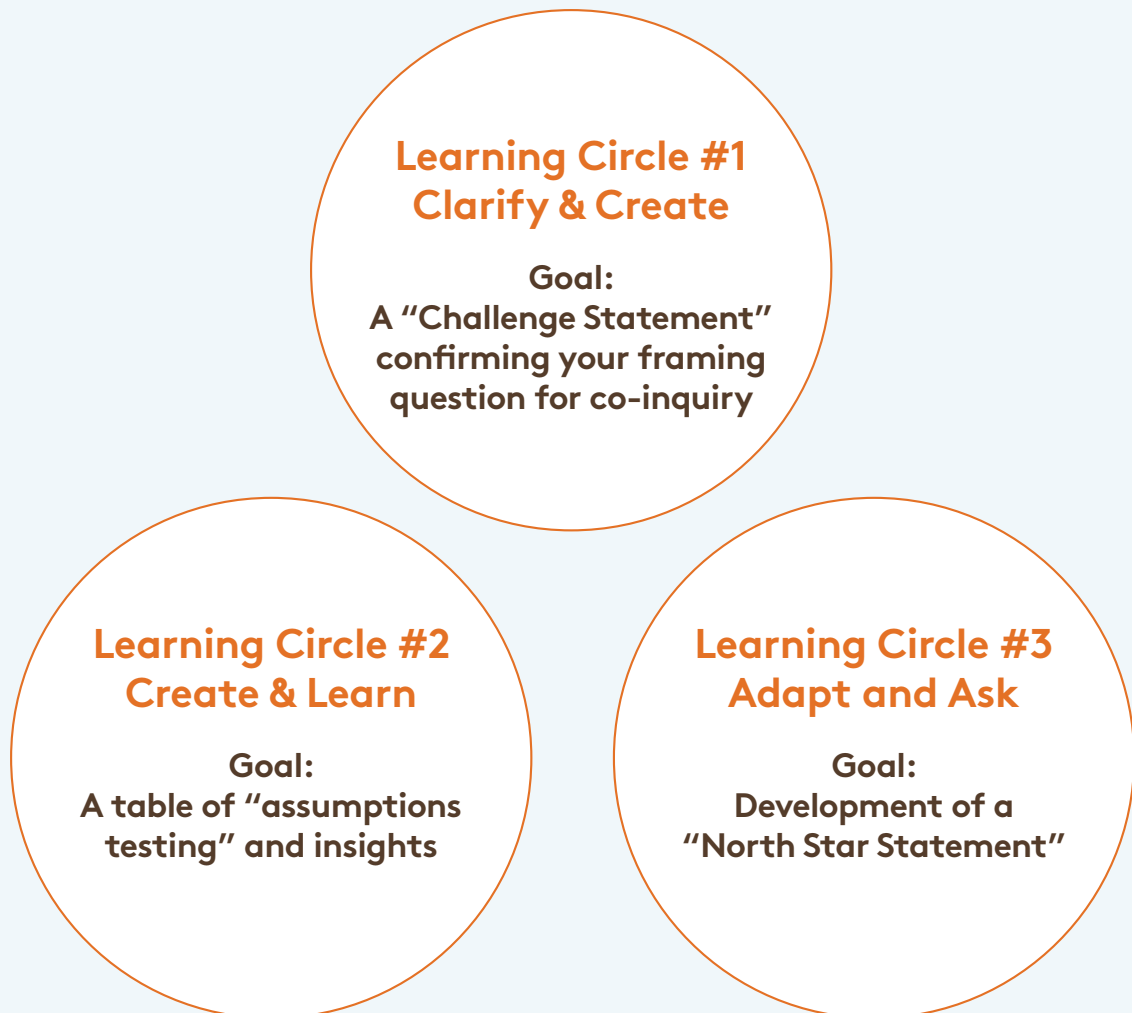 Learning Circle #1
Clarify & Create
Goal:
A “Challenge Statement”
confirming your framing
question for co-inquiry
Learning Circle #2
Create & Learn
Goal:
A table of “assumptions
testing” and insights
Learning Circle #3
Adapt and Ask
Goal:
Development of a
“North Star Statement”